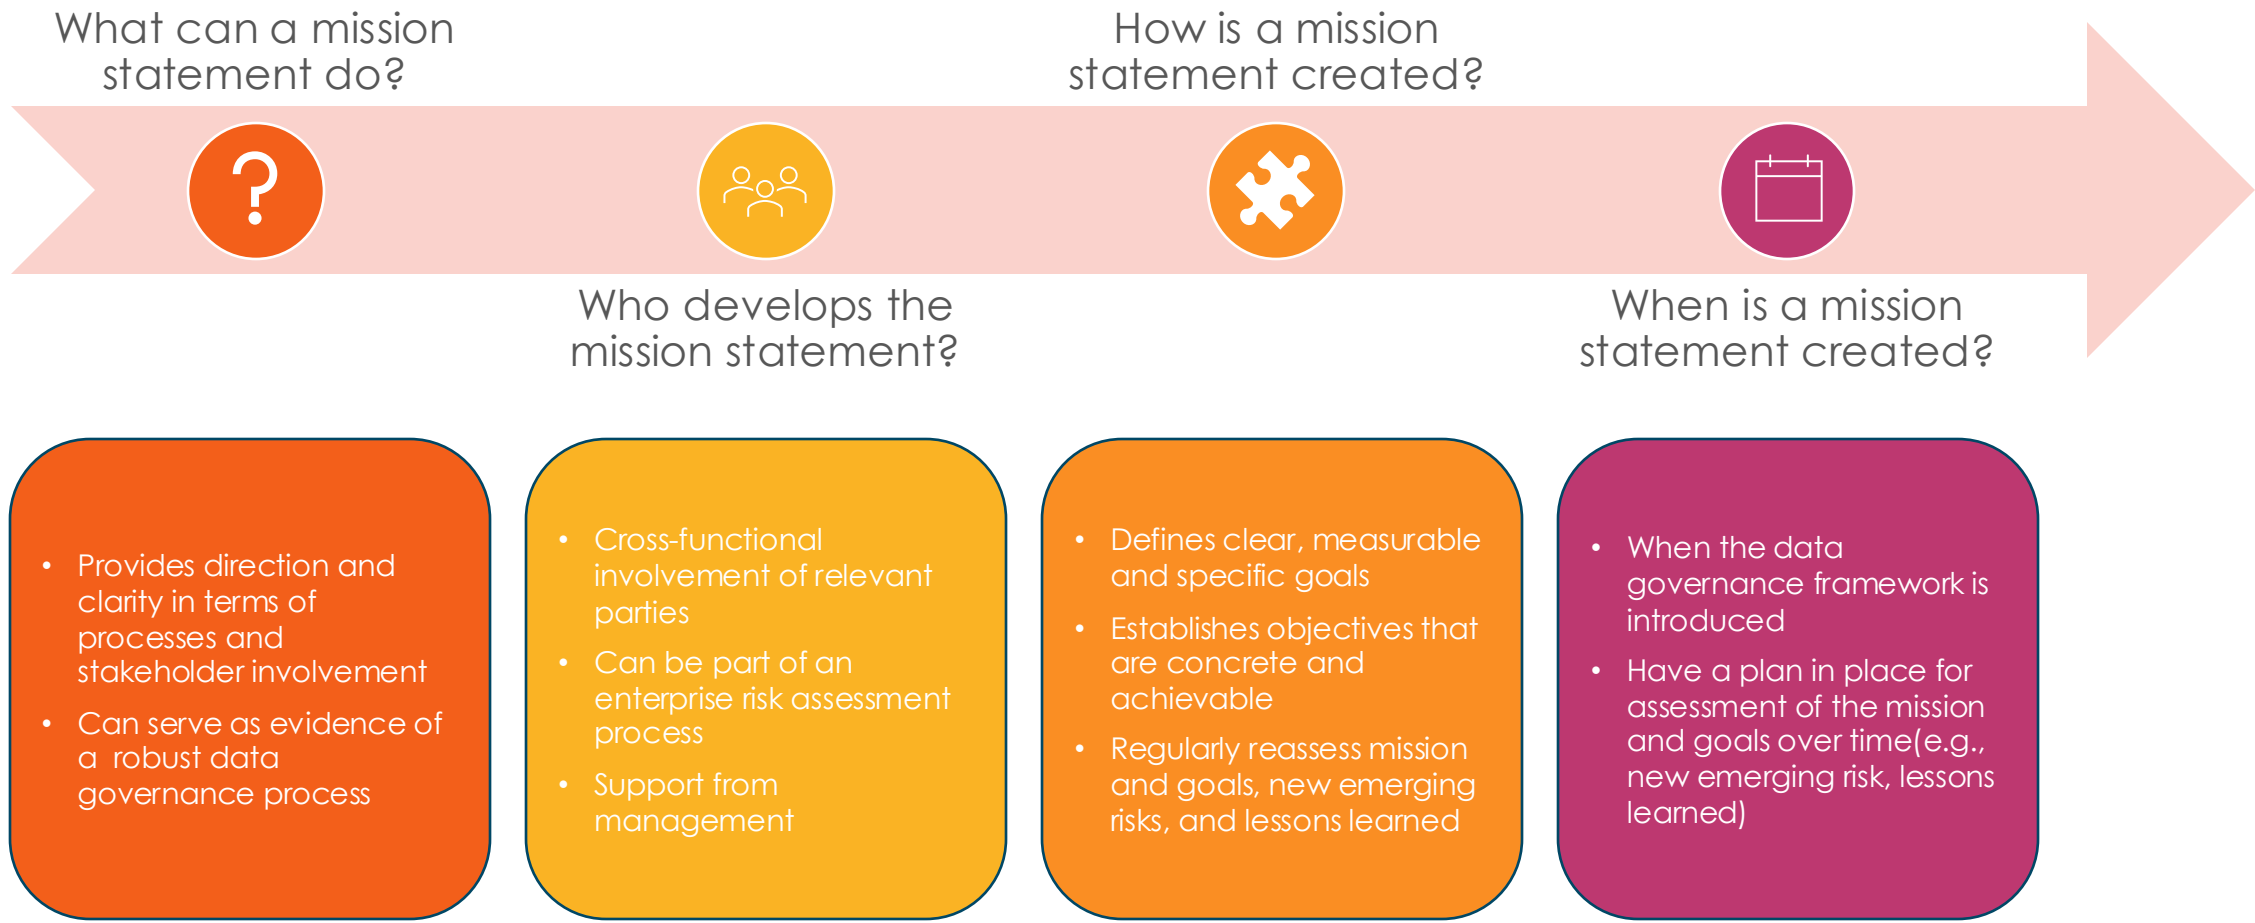 What can a mission
statement do?
Who develops the
mission statement?
How is a mission
statement created?
When is a mission
statement created?
• Provides direction and
clarity in terms of
processes and
stakeholder involvement
• Can serve as evidence of
a  robust data
governance process
• Cross-functional
involvement of relevant
parties
• Can be part of an
enterprise risk assessment
process
• Support from
management
• Defines clear, measurable
and specific goals
• Establishes objectives that
are concrete and
achievable
• Regularly reassess mission
and goals, new emerging
risks, and lessons learned
• When the data
governance framework is
introduced
• Have a plan in place for
assessment of the mission
and goals over time(e.g.,
new emerging risk, lessons
learned)